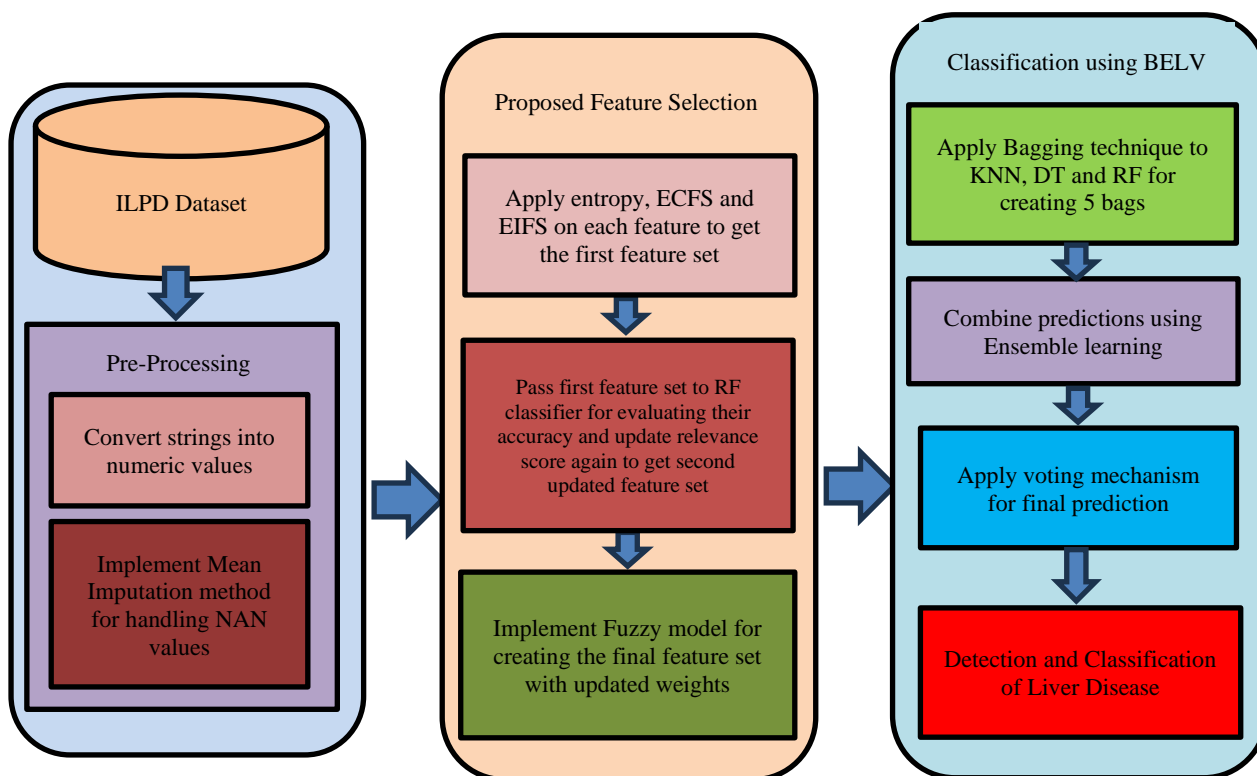 ILPD Dataset
Pre-Processing
Convert strings into
numeric values
Implement Mean
Imputation method
for handling NAN
values
Proposed Feature Selection
Apply entropy, ECFS and
EIFS on each feature to get
the first feature set
Pass first feature set to RF
classifier for evaluating their
accuracy and update relevance
score again to get second
updated feature set
Implement Fuzzy model for
creating the final feature set
with updated weights
Classification using BELV
Apply Bagging technique to
KNN, DT and RF for
creating 5 bags
Combine predictions using
Ensemble learning
Apply voting mechanism
for final prediction
Detection and Classification
of Liver Disease